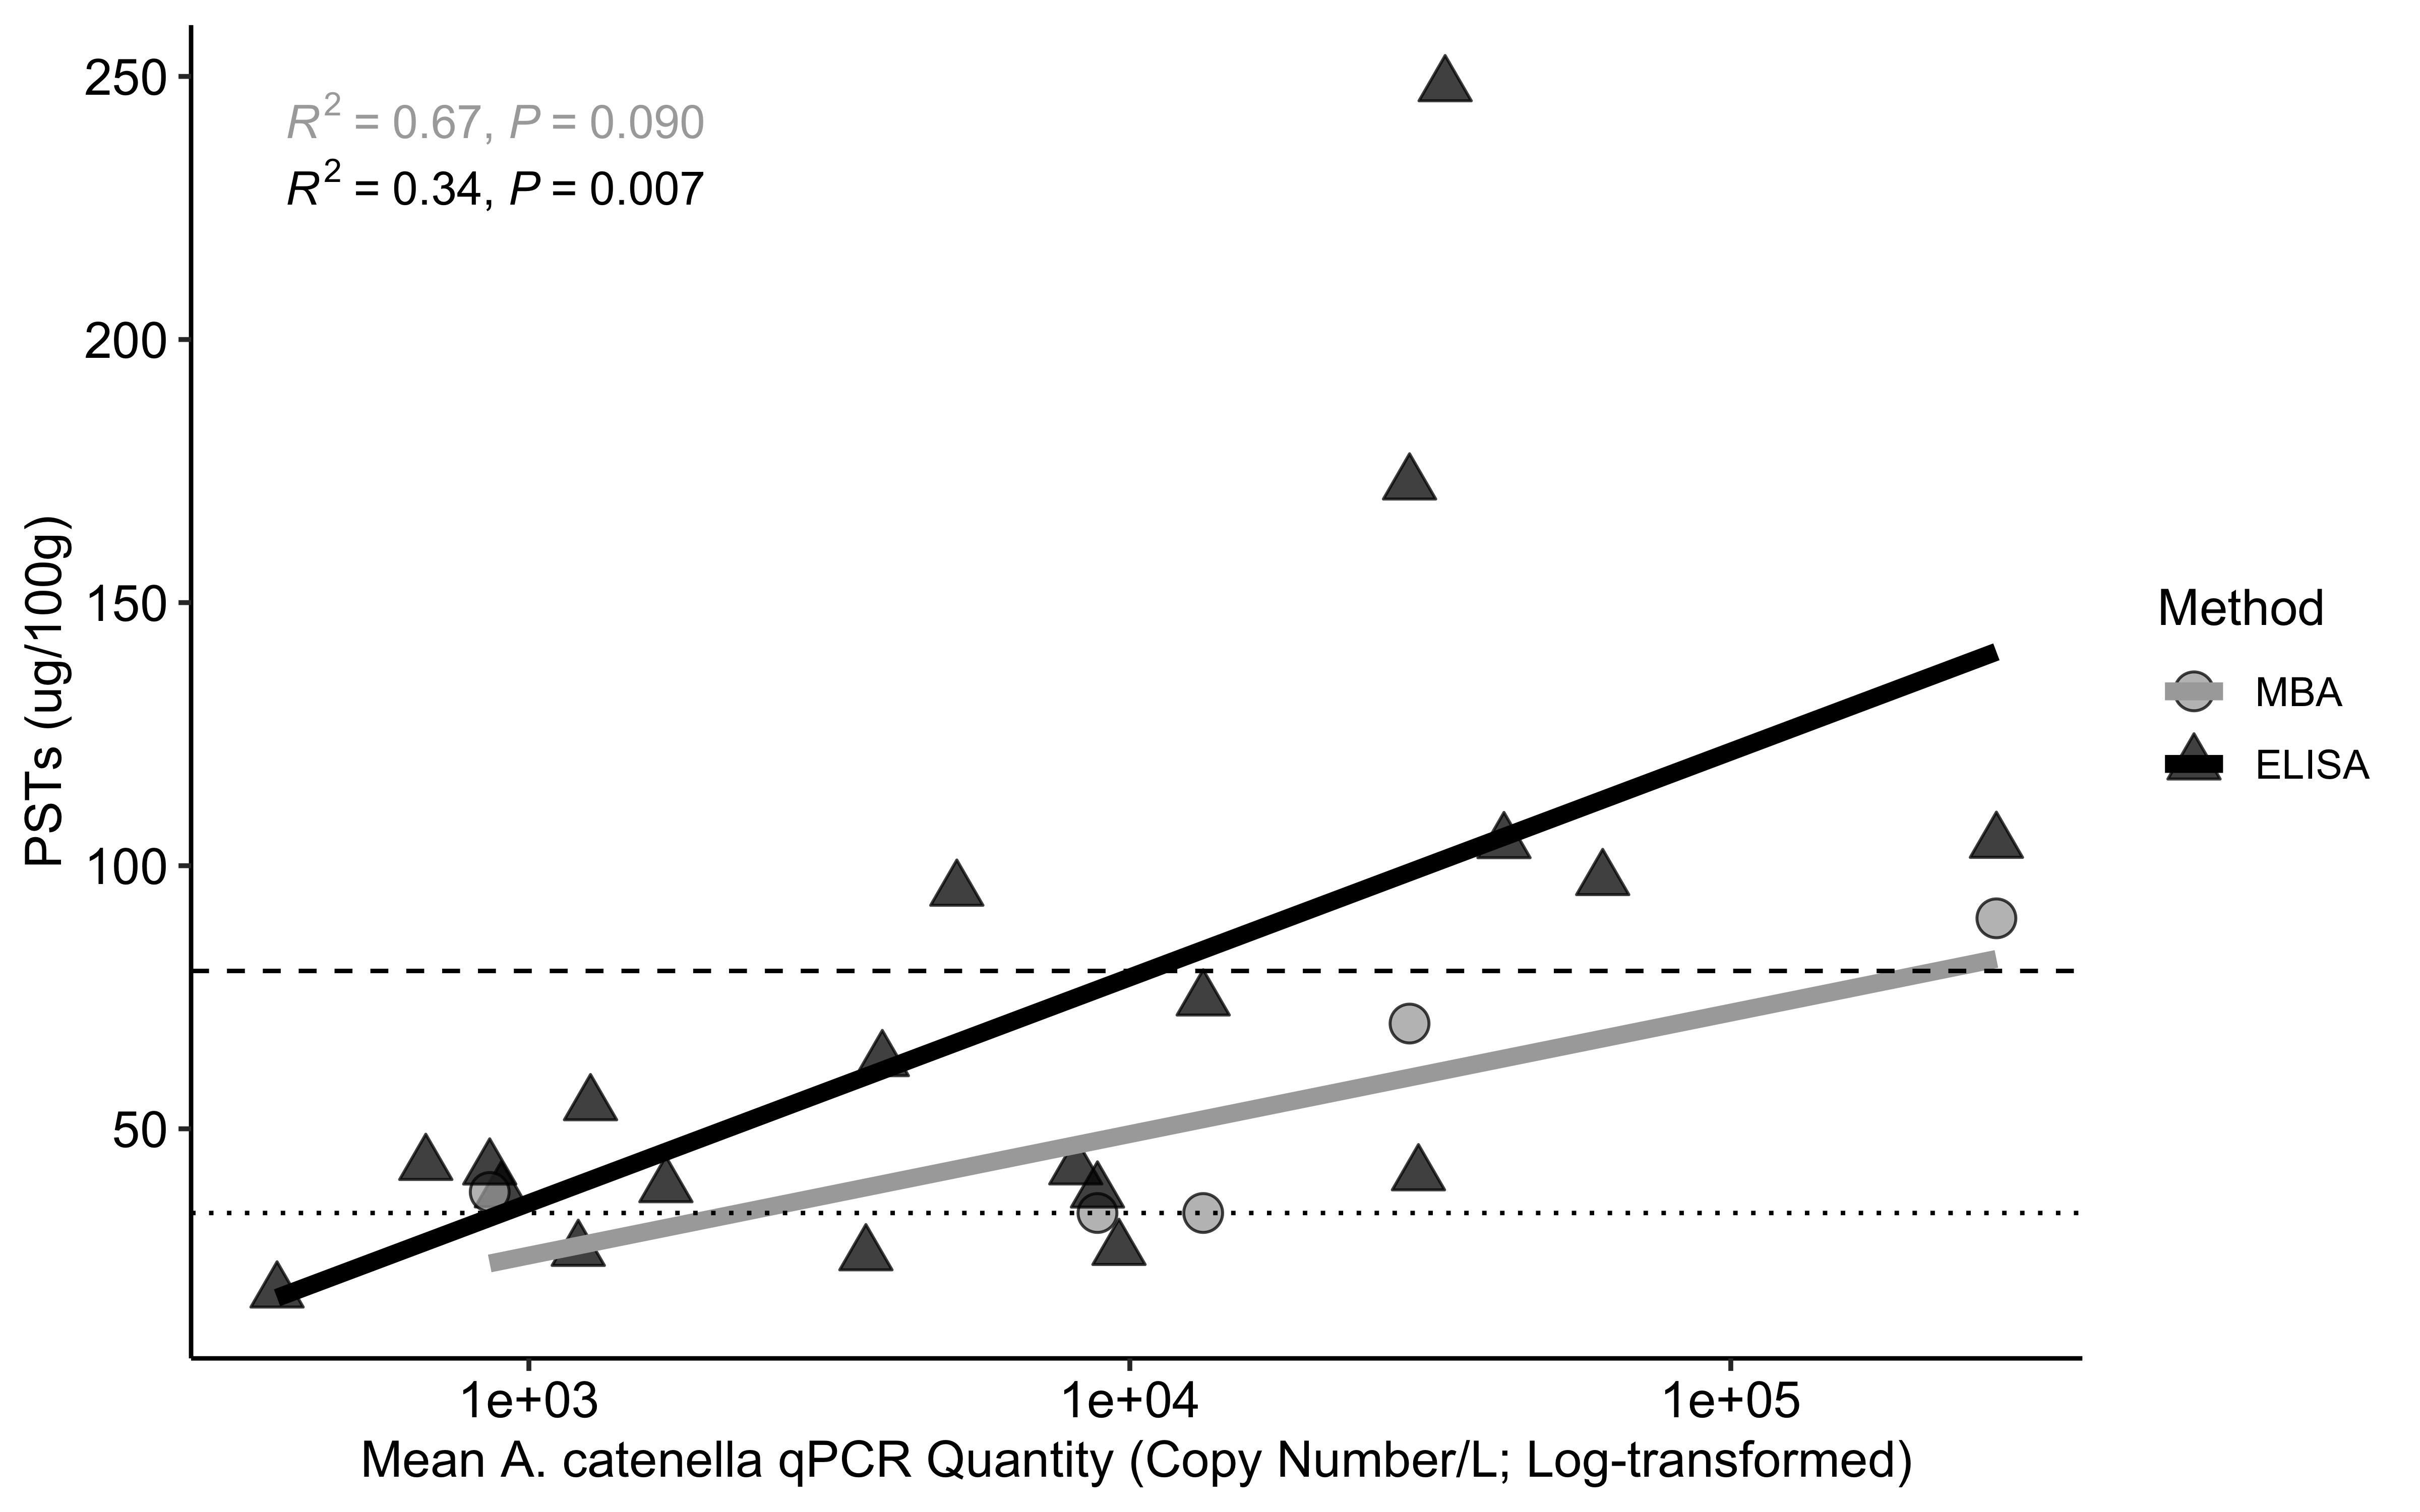 250
200
150
100
50
PSTs (ug/100g)
R2 = 0.67, P = 0.090
R2 = 0.34, P = 0.007
1e+03
1e+04
1e+05
Mean A. catenella qPCR Quantity (Copy Number/L; Log-transformed)
Method
MBA
ELISA